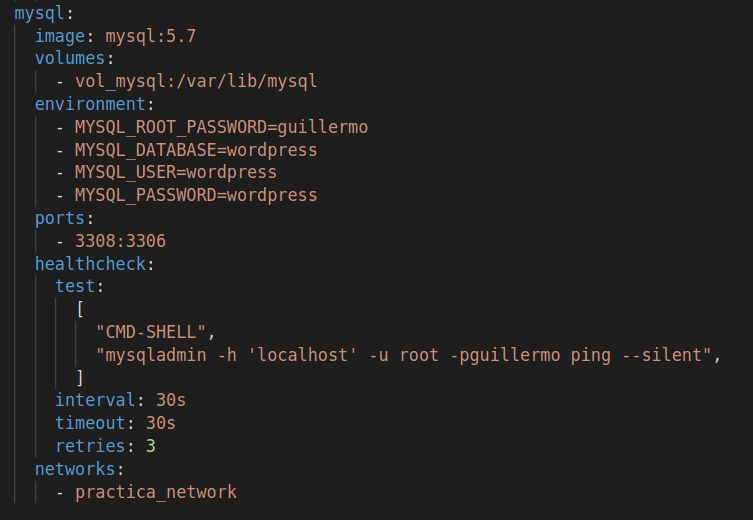 mysql:
  image: mysql:5.7
  volumes:
    - vol_mysql:/var/lib/mysql
  environment:
    - MYSQL_ROOT_PASSWORD=guillermo
    - MYSQL_DATABASE=wordpress
    - MYSQL_USER=wordpress
    - MYSQL_PASSWORD=wordpress
  ports:
    - 3308:3306
  healthcheck:
    test:
      [
        "CMD-SHELL",
        "mysqladmin -h 'localhost' -u root -pguillermo ping --silent",
      ]
    interval: 30s
    timeout: 30s
    retries: 3
  networks:
    - practica_network